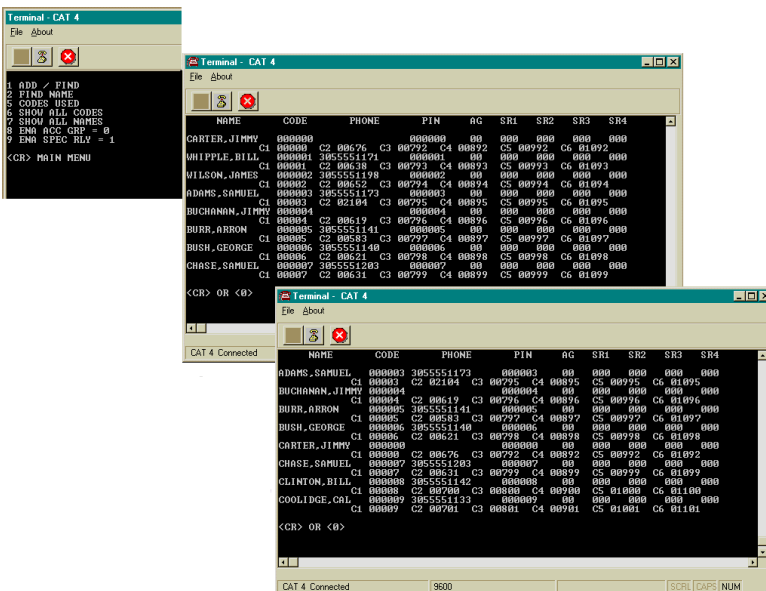 Terminal - CAT 4
File About
1 ADD / FIND
2 FIND NAME
5 CODES USED
6 SHOW ALL CODES
7 SHOW ALL NAMES
8 ENA ACC GRP = 0
9 ENA SPEC RLY = 1
<CR> MAIN MENU
Terminal - CAT 4
File About
NAME CODE PHONE PIN AG SR1 SR2 SR3 SR4
CARTER,JIMMY 000000 000000 00 000 000 000 000
C1 00000 C2 00676 C3 00792 C4 00892 C5 00992 C6 01092
WHIPPLE,BILL 000001 3055551171 000001 00 000 000 000 000
C1 00001 C2 00638 C3 00793 C4 00893 C5 00993 C6 01093
WILSON,JAMES 000002 3055551198 000002 00 000 000 000 000
C1 00002 C2 00652 C3 00794 C4 00894 C5 00994 C6 01094
ADAMS,SAMUEL 000003 3055551173 000003 00 000 000 000 000
C1 00003 C2 02104 C3 00795 C4 00895 C5 00995 C6 01095
BUCHANAN,JIMMY 000004 000004 00 000 000 000 000
C1 00004 C2 00619 C3 00796 C4 00896 C5 00996 C6 01096
BURR,ARRON 000005 3055551141 000005 00 000 000 000 000
C1 00005 C2 00583 C3 00797 C4 00897 C5 00997 C6 01097
BUSH,GEORGE 000006 3055551140 000006 00 000 000 000 000
C1 00006 C2 00621 C3 00798 C4 00898 C5 00998 C6 01098
CHASE,SAMUEL 000007 3055551203 000007 00 000 000 000 000
C1 00007 C2 00631 C3 00799 C4 00899 C5 00999 C6 01099
<CR> OR <0>
CAT 4 Connected
Terminal - CAT 4
File About
NAME CODE PHONE PIN AG SR1 SR2 SR3 SR4
ADAMS,SAMUEL 000003 3055551173 000003 00 000 000 000 000
C1 00003 C2 02104 C3 00795 C4 00895 C5 00995 C6 01095
BUCHANAN,JIMMY 000004 000004 00 000 000 000 000
C1 00004 C2 00619 C3 00796 C4 00896 C5 00996 C6 01096
BURR,ARRON 000005 3055551141 000005 00 000 000 000 000
C1 00005 C2 00583 C3 00797 C4 00897 C5 00997 C6 01097
BUSH,GEORGE 000006 3055551140 000006 00 000 000 000 000
C1 00006 C2 00621 C3 00798 C4 00898 C5 00998 C6 01098
CARTER,JIMMY 000000 000000 00 000 000 000 000
C1 00000 C2 00676 C3 00792 C4 00892 C5 00992 C6 01092
CHASE,SAMUEL 000007 3055551203 000007 00 000 000 000 000
C1 00007 C2 00631 C3 00799 C4 00899 C5 00999 C6 01099
CLINTON,BILL 000008 3055551142 000008 00 000 000 000 000
C1 00008 C2 00700 C3 00800 C4 00900 C5 01000 C6 01100
COOLIDGE,CAL 000009 3055551133 000009 00 000 000 000 000
C1 00009 C2 00701 C3 00801 C4 00901 C5 01001 C6 01101
<CR> OR <0>
CAT 4 Connected 9600 SCRL CAPS NUM